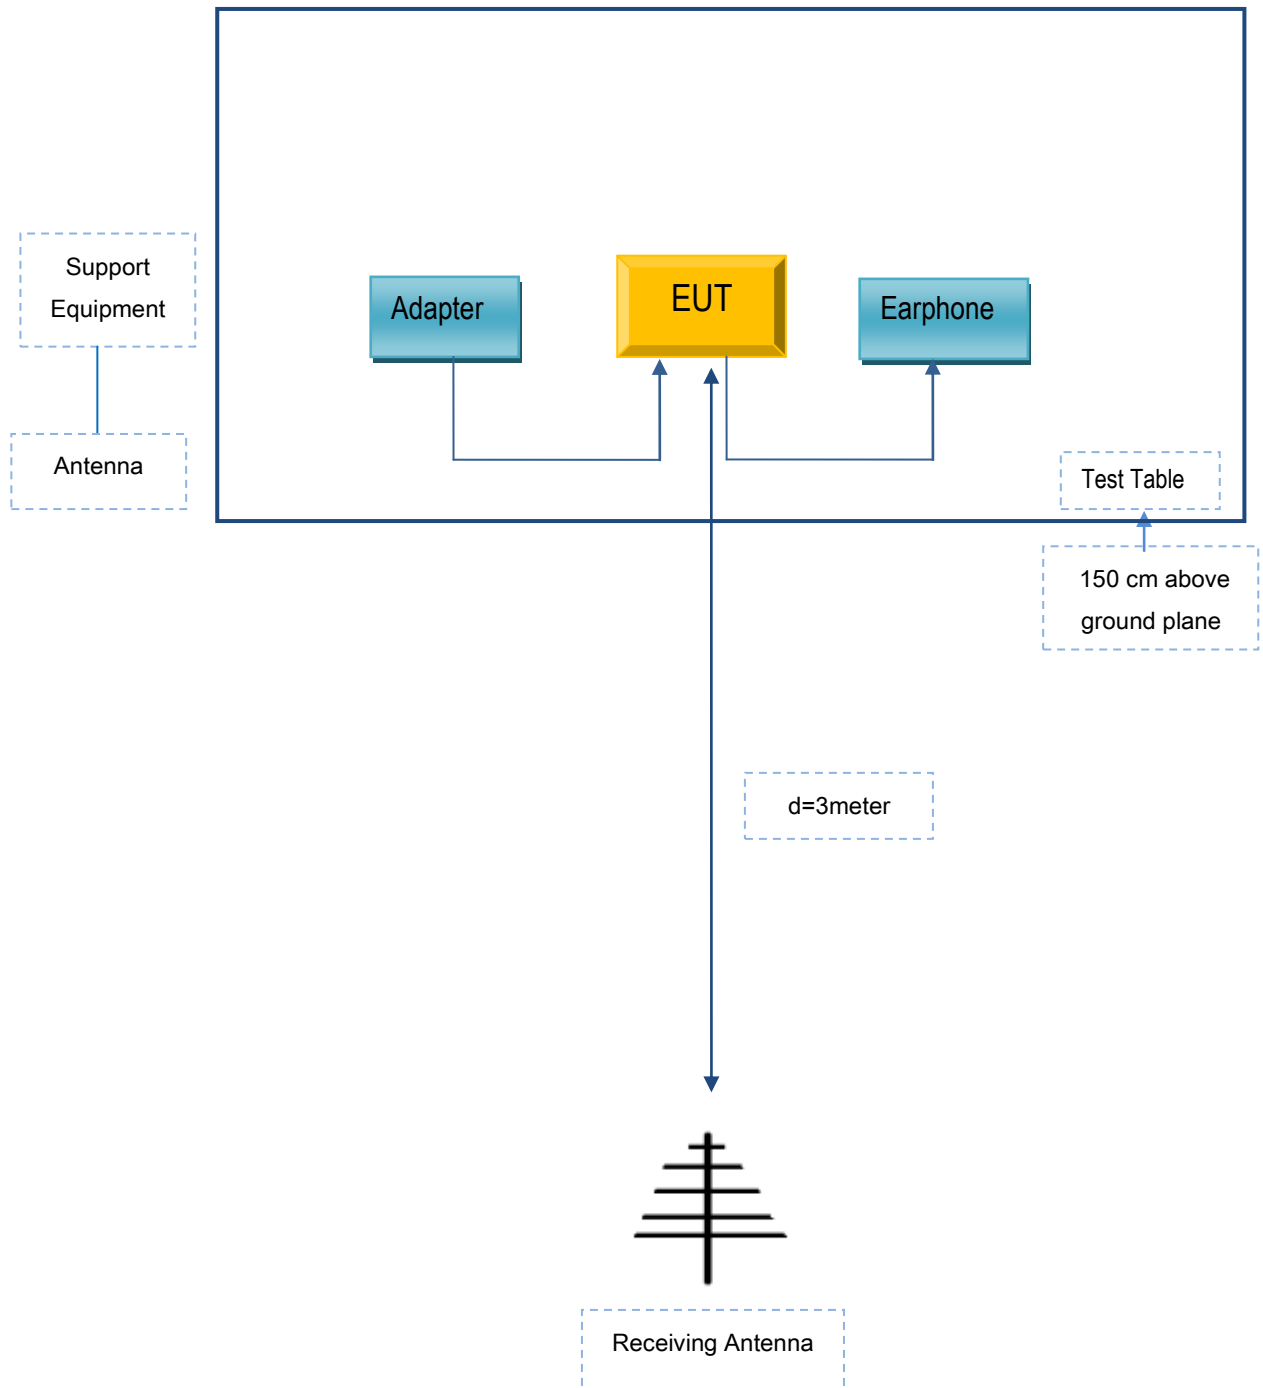 Support
Equipment
Antenna
Adapter
EUT
Earphone
Test Table
150 cm above
ground plane
d=3meter
Receiving Antenna